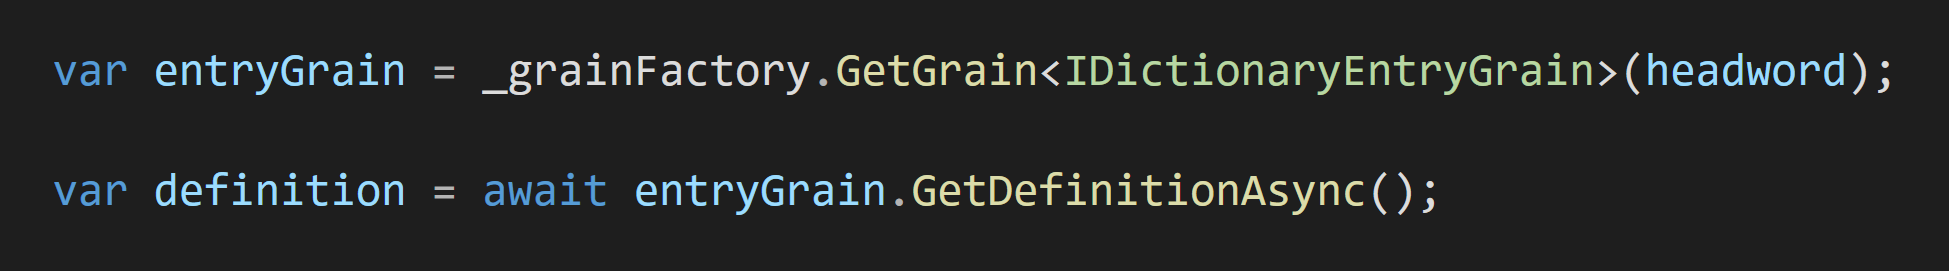 var entryGrain = _grainFactory.GetGrain<IDictionaryEntryGrain>(headword);
var definition = await entryGrain.GetDefinitionAsync();